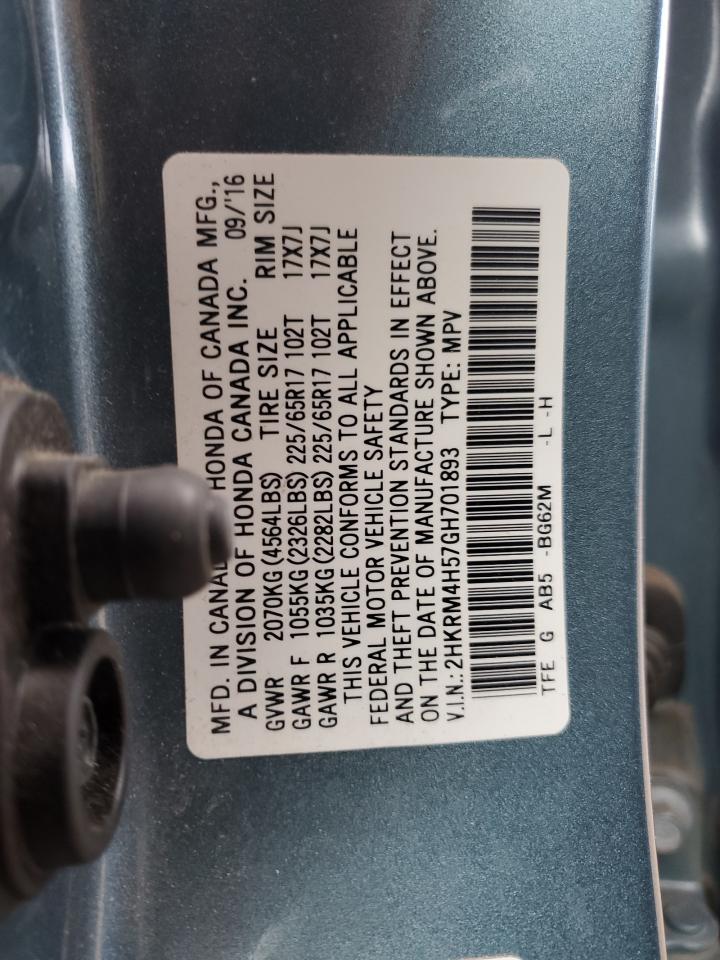 MFD. IN CANADA HONDA OF CANADA MFG.,
A DIVISION OF HONDA CANADA INC. 09/'16
GVWR 2070KG(4564LBS) TIRE SIZE RIM SIZE
GAWR F 1055KG(2326LBS) 225/65R17 102T 17X7J
GAWR R 1035KG(2282LBS) 225/65R17 102T 17X7J
THIS VEHICLE CONFORMS TO ALL APPLICABLE
FEDERAL MOTOR VEHICLE SAFETY
AND THEFT PREVENTION STANDARDS IN EFFECT
ON THE DATE OF MANUFACTURE SHOWN ABOVE.
V.I.N.:2HKRM4H57GH701893 TYPE: MPV
TFE G AB5 -BG62M -L -H